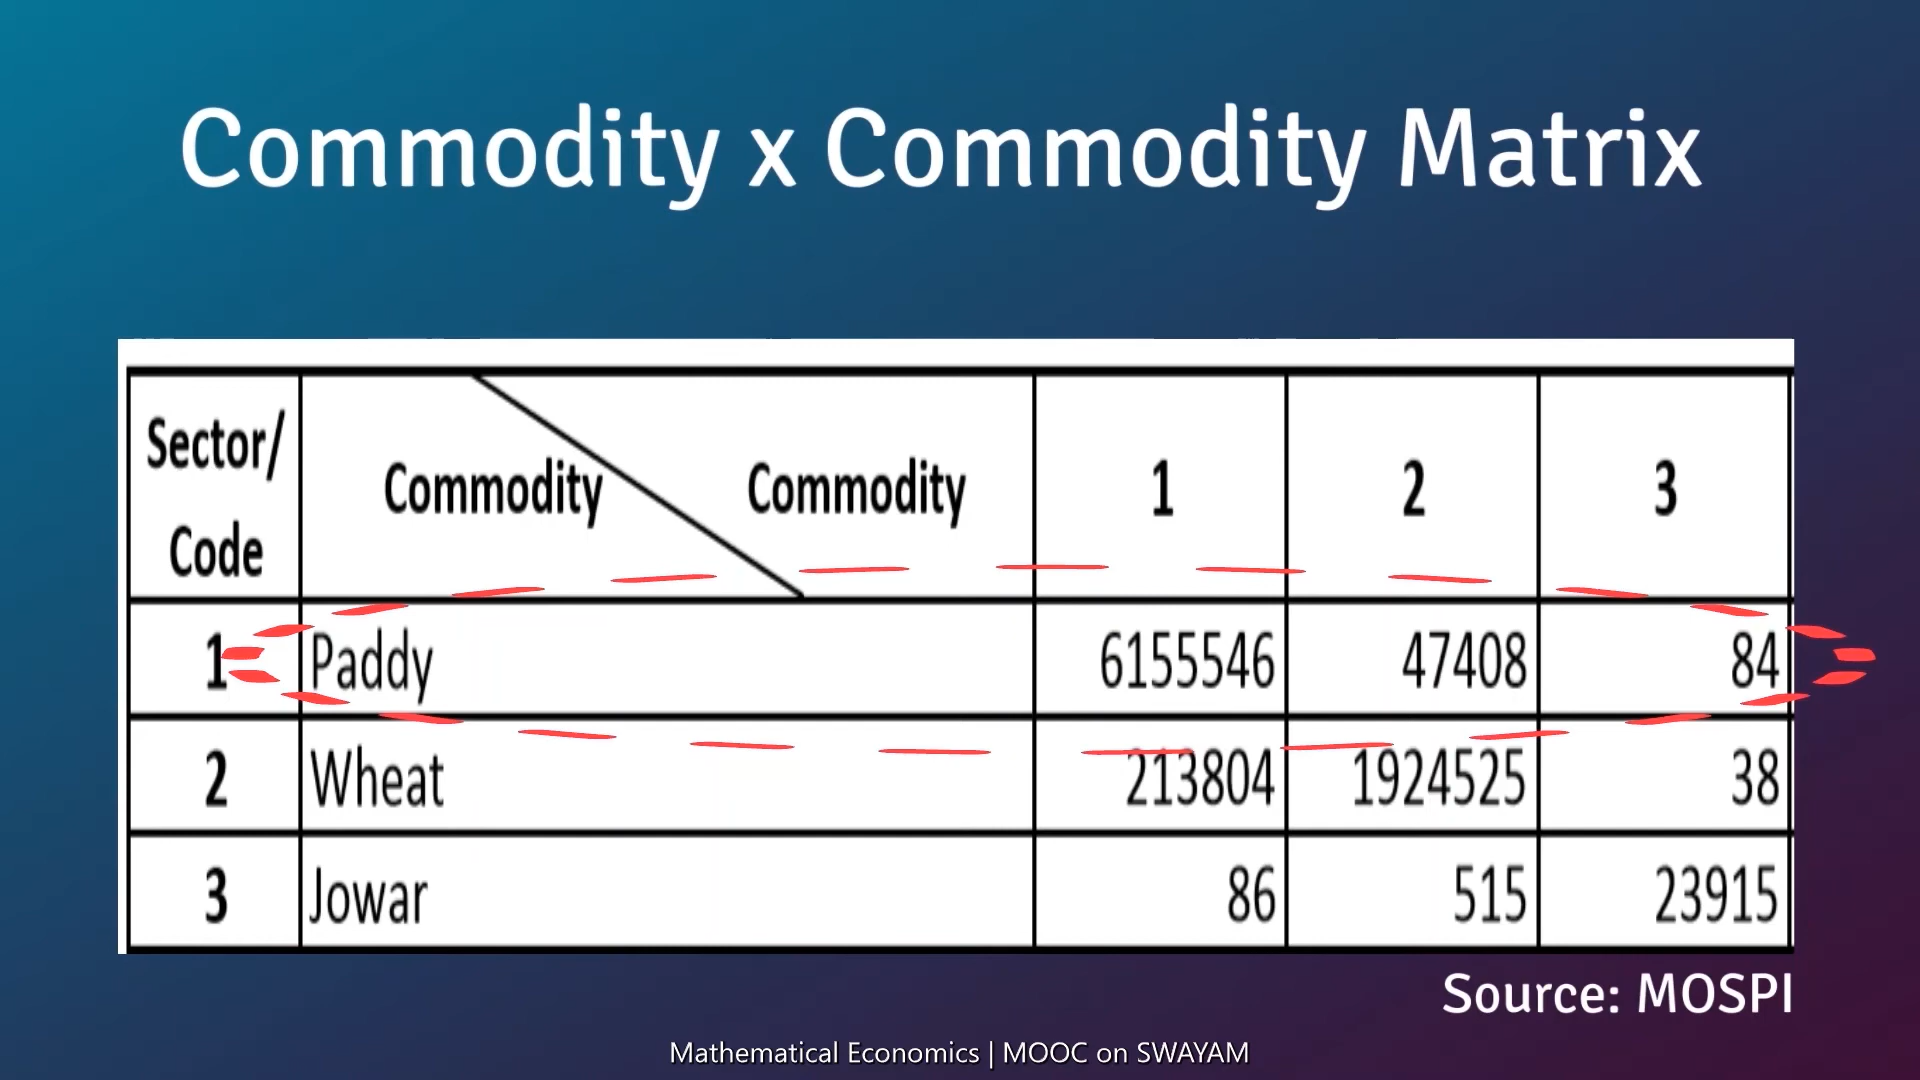 Commodity x Commodity Matrix
Sector/ Code Commodity Commodity 1 2 3
1 Paddy 6155546 47408 84
2 Wheat 213804 1924525 38
3 Jowar 86 515 23915
Source: MOSPI
Mathematical Economics | MOOC on SWAYAM